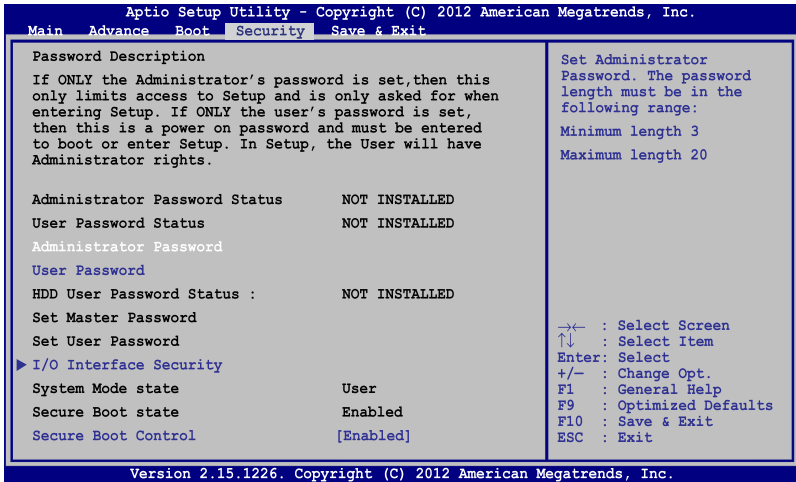 Aptio Setup Utility - Copyright (C) 2012 American Megatrends, Inc.
Main Advance Boot Security Save & Exit
Password Description
If ONLY the Administrator's password is set,then this
only limits access to Setup and is only asked for when
entering Setup. If ONLY the user's password is set,
then this is a power on password and must be entered
to boot or enter Setup. In Setup, the User will have
Administrator rights.
Administrator Password Status NOT INSTALLED
User Password Status NOT INSTALLED
Administrator Password
User Password
HDD User Password Status : NOT INSTALLED
Set Master Password
Set User Password
I/O Interface Security
System Mode state User
Secure Boot state Enabled
Secure Boot Control [Enabled]
Set Administrator
Password. The password
length must be in the
following range:
Minimum length 3
Maximum length 20
→← : Select Screen
↑↓ : Select Item
Enter: Select
+/— : Change Opt.
F1 : General Help
F9 : Optimized Defaults
F10 : Save & Exit
ESC : Exit
Version 2.15.1226. Copyright (C) 2012 American Megatrends, Inc.